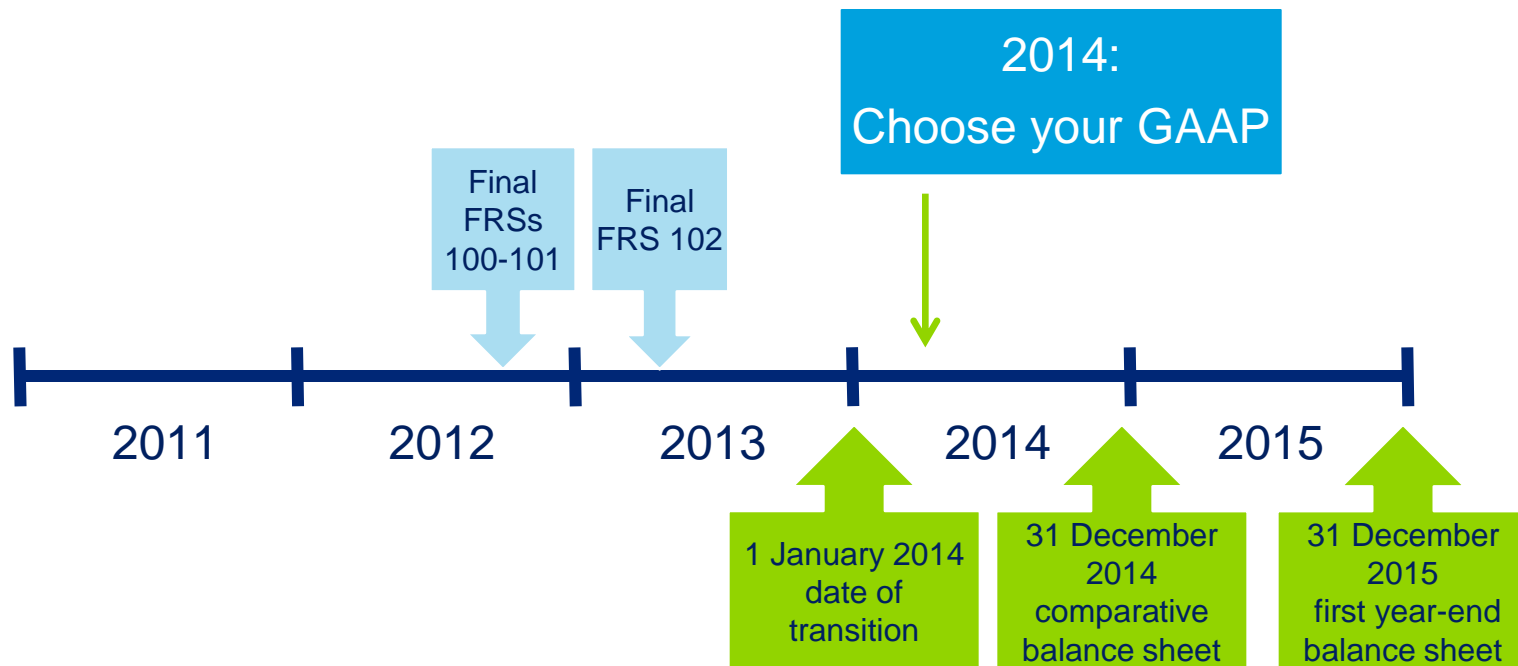 2014:
Choose your GAAP
Final
FRSs
100-101
Final
FRS 102
2011
2012
2013
2014
2015
1 January 2014
date of
transition
31 December
2014
comparative
balance sheet
31 December
2015
first year-end
balance sheet